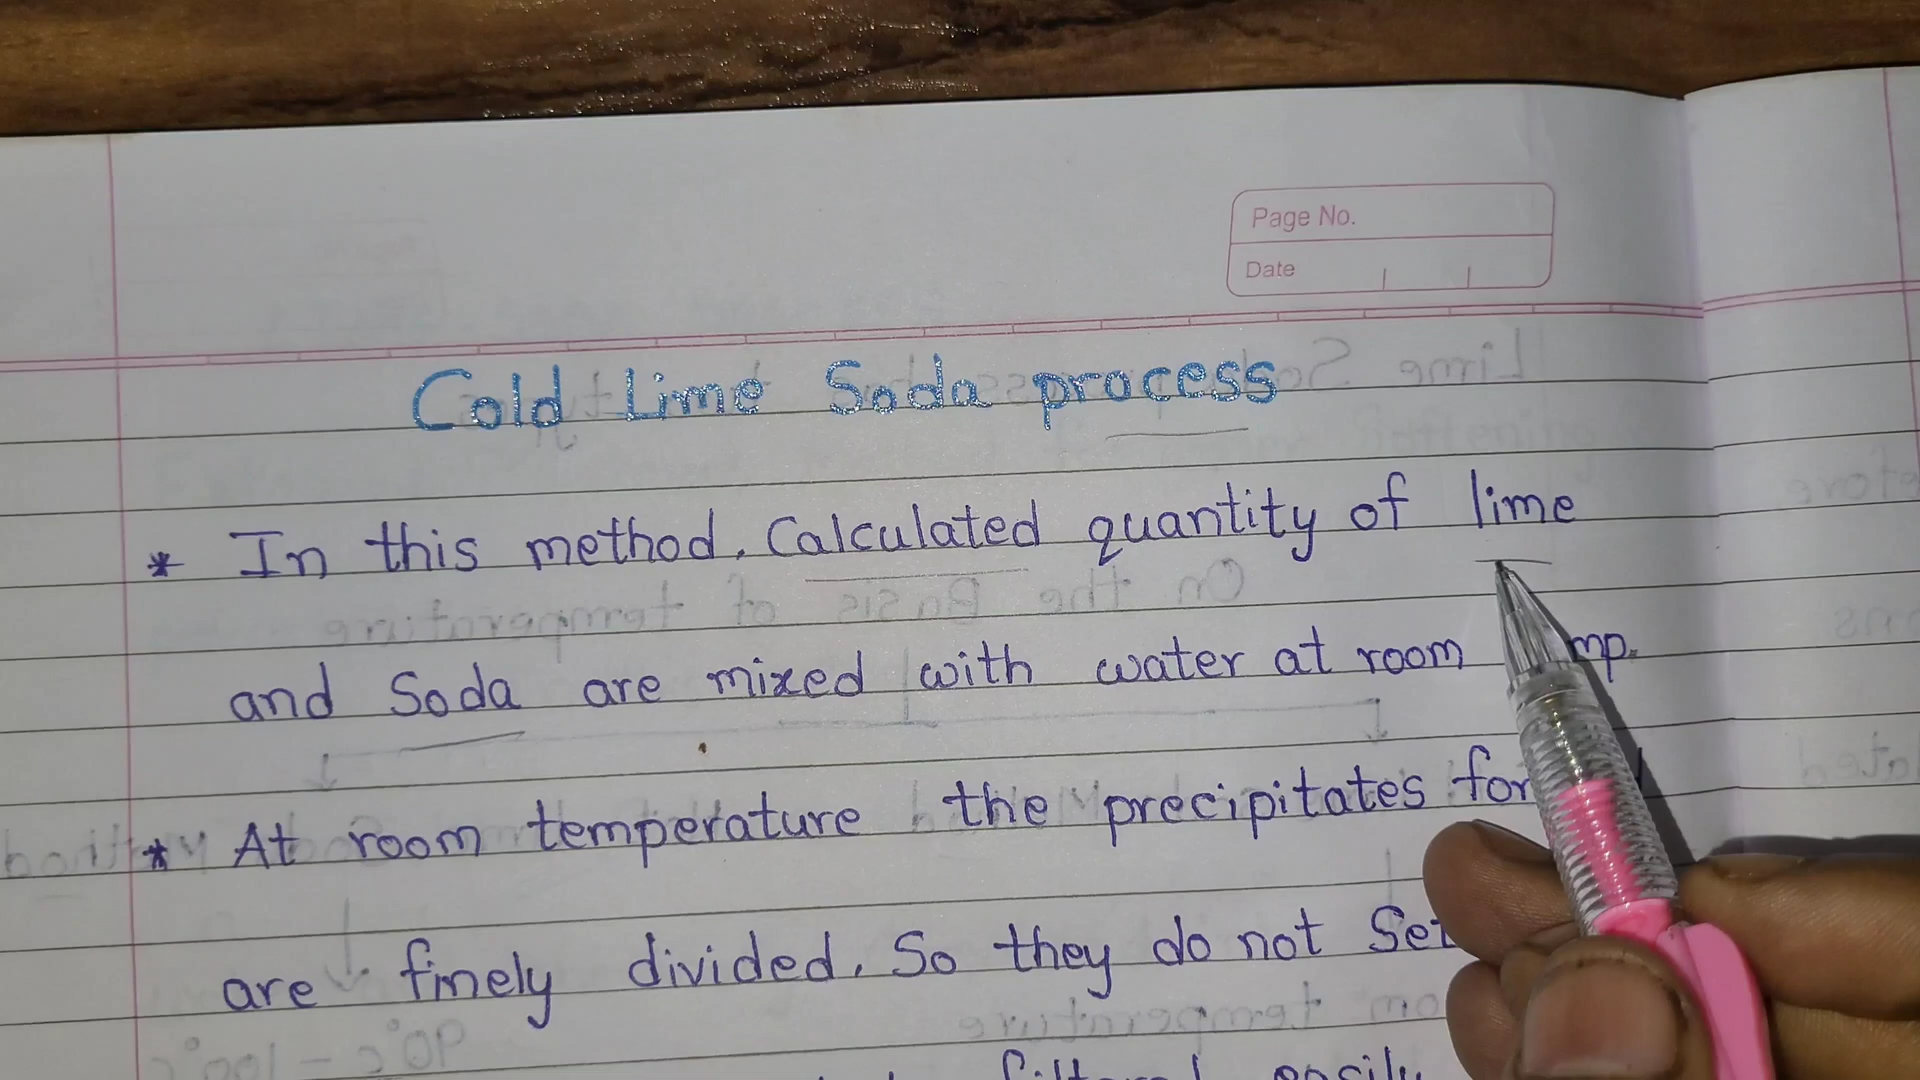 Page No.
Date
Cold Lime Soda process
* In this method, Calculated quantity of lime
and Soda are mixed with water at room
* At room temperature the precipitates
are finely divided. So they do not
easily